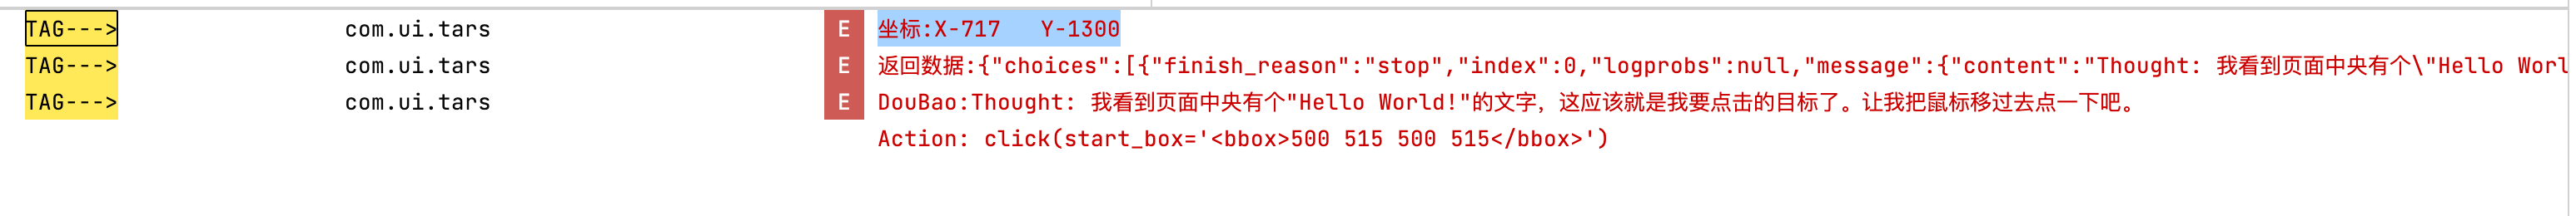 TAG---> com.ui.tars E 坐标:X-717 Y-1300
TAG---> com.ui.tars E 返回数据:{"choices":[{"finish_reason":"stop","index":0,"logprobs":null,"message":{"content":"Thought: 我看到页面中央有个\"Hello Worl
TAG---> com.ui.tars E DouBao:Thought: 我看到页面中央有个"Hello World!"的文字，这应该就是我要点击的目标了。让我把鼠标移过去点一下吧。
Action: click(start_box='<bbox>500 515 500 515</bbox>')